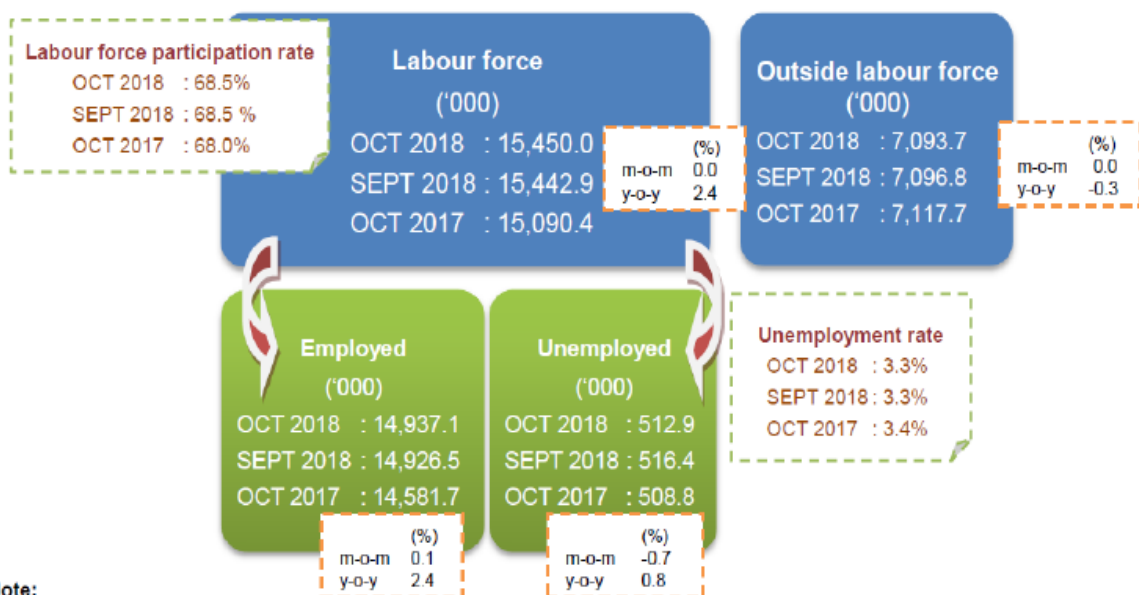 Labour force participation rate
OCT 2018 : 68.5%
SEPT 2018 : 68.5 %
OCT 2017 : 68.0%
Labour force
('000)
OCT 2018 : 15,450.0
SEPT 2018 : 15,442.9
OCT 2017 : 15,090.4
(%)
m-o-m 0.0
y-o-y 2.4
Outside labour force
('000)
OCT 2018 : 7,093.7
SEPT 2018 : 7,096.8
OCT 2017 : 7,117.7
(%)
m-o-m 0.0
y-o-y -0.3
Employed
('000)
OCT 2018 : 14,937.1
SEPT 2018 : 14,926.5
OCT 2017 : 14,581.7
(%)
m-o-m 0.1
y-o-y 2.4
Unemployed
('000)
OCT 2018 : 512.9
SEPT 2018 : 516.4
OCT 2017 : 508.8
(%)
m-o-m -0.7
y-o-y 0.8
Unemployment rate
OCT 2018 : 3.3%
SEPT 2018 : 3.3%
OCT 2017 : 3.4%